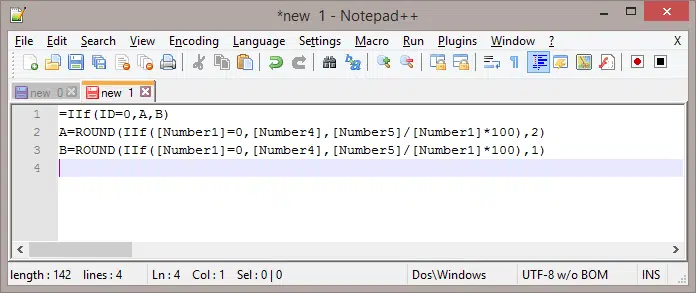 *new  1 - Notepad++
File Edit Search View Encoding Language Settings Macro Run Plugins Window ? X
new  0 new  1
1 =IIf(ID=0,A,B)
2 A=ROUND(IIf([Number1]=0,[Number4],[Number5]/[Number1]*100),2)
3 B=ROUND(IIf([Number1]=0,[Number4],[Number5]/[Number1]*100),1)
4
length : 142 lines : 4 Ln : 4 Col : 1 Sel : 0 | 0 Dos\Windows UTF-8 w/o BOM INS